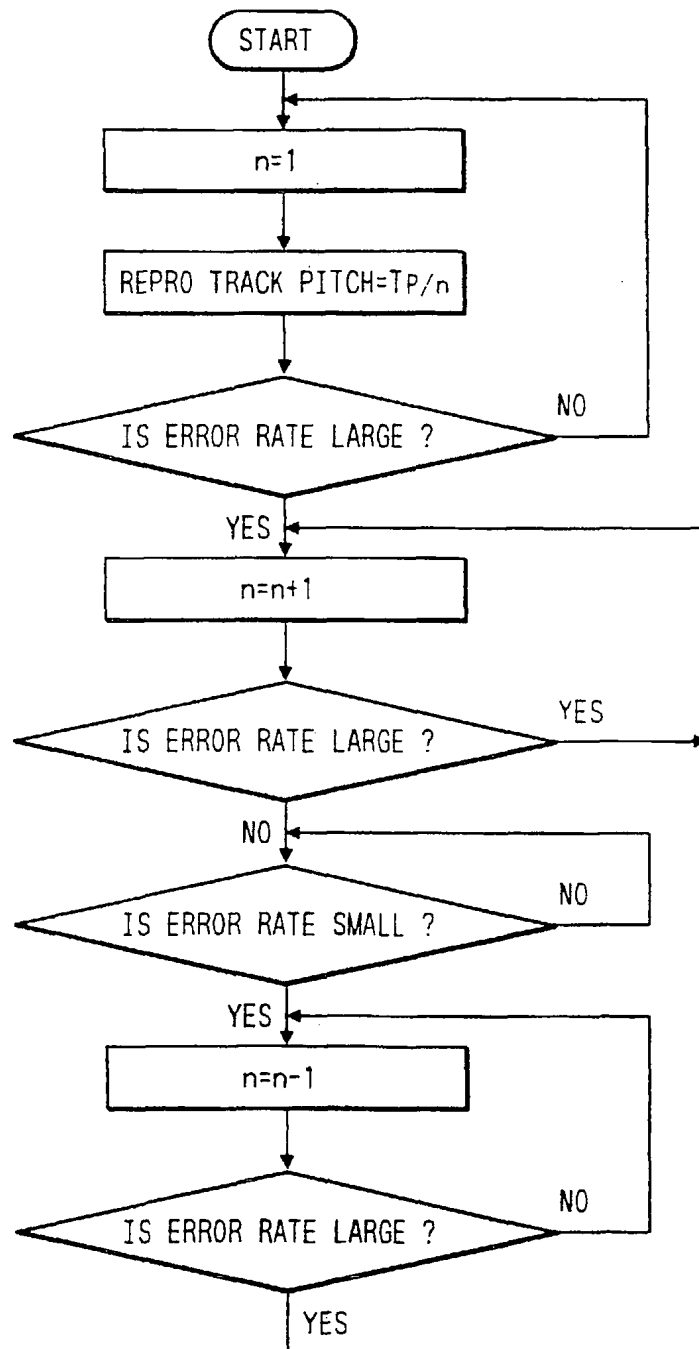 START
n=1
REPRO TRACK PITCH=TP/n
IS ERROR RATE LARGE ?
NO
YES
n=n+1
IS ERROR RATE LARGE ?
YES
NO
IS ERROR RATE SMALL ?
NO
YES
n=n-1
IS ERROR RATE LARGE ?
NO
YES